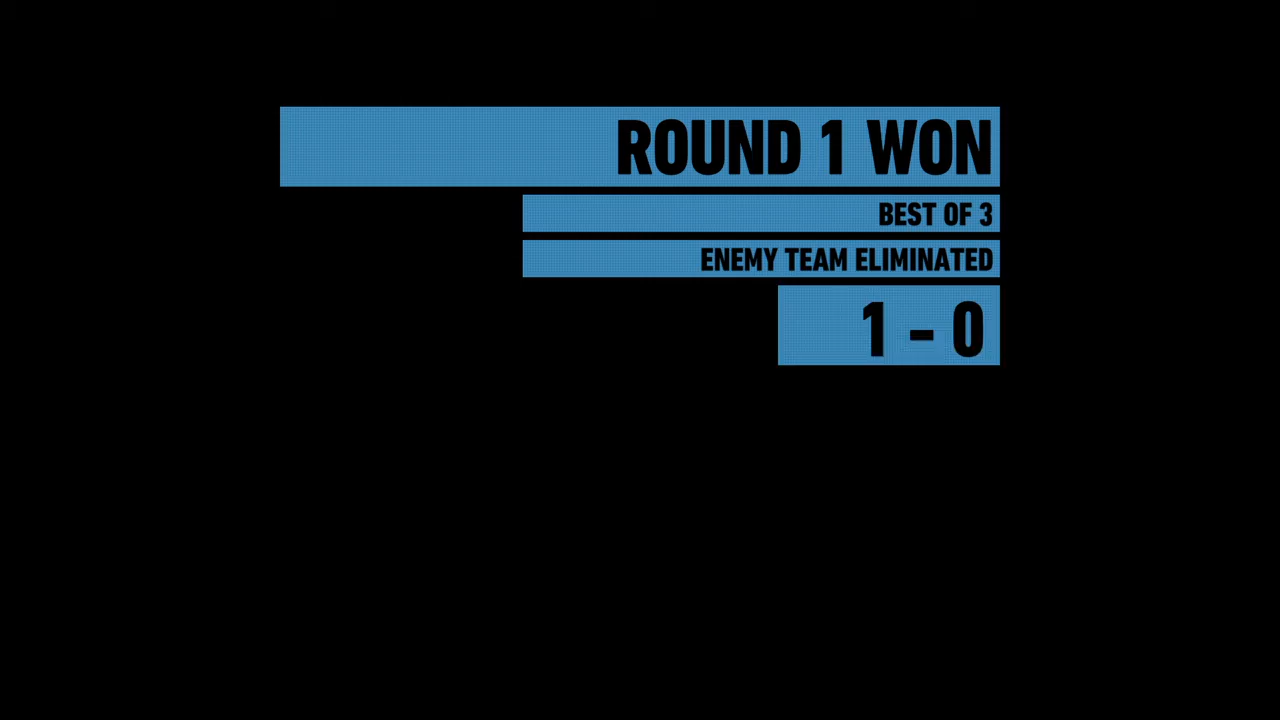 ROUND 1 WON
BEST OF 3
ENEMY TEAM ELIMINATED
1 - 0